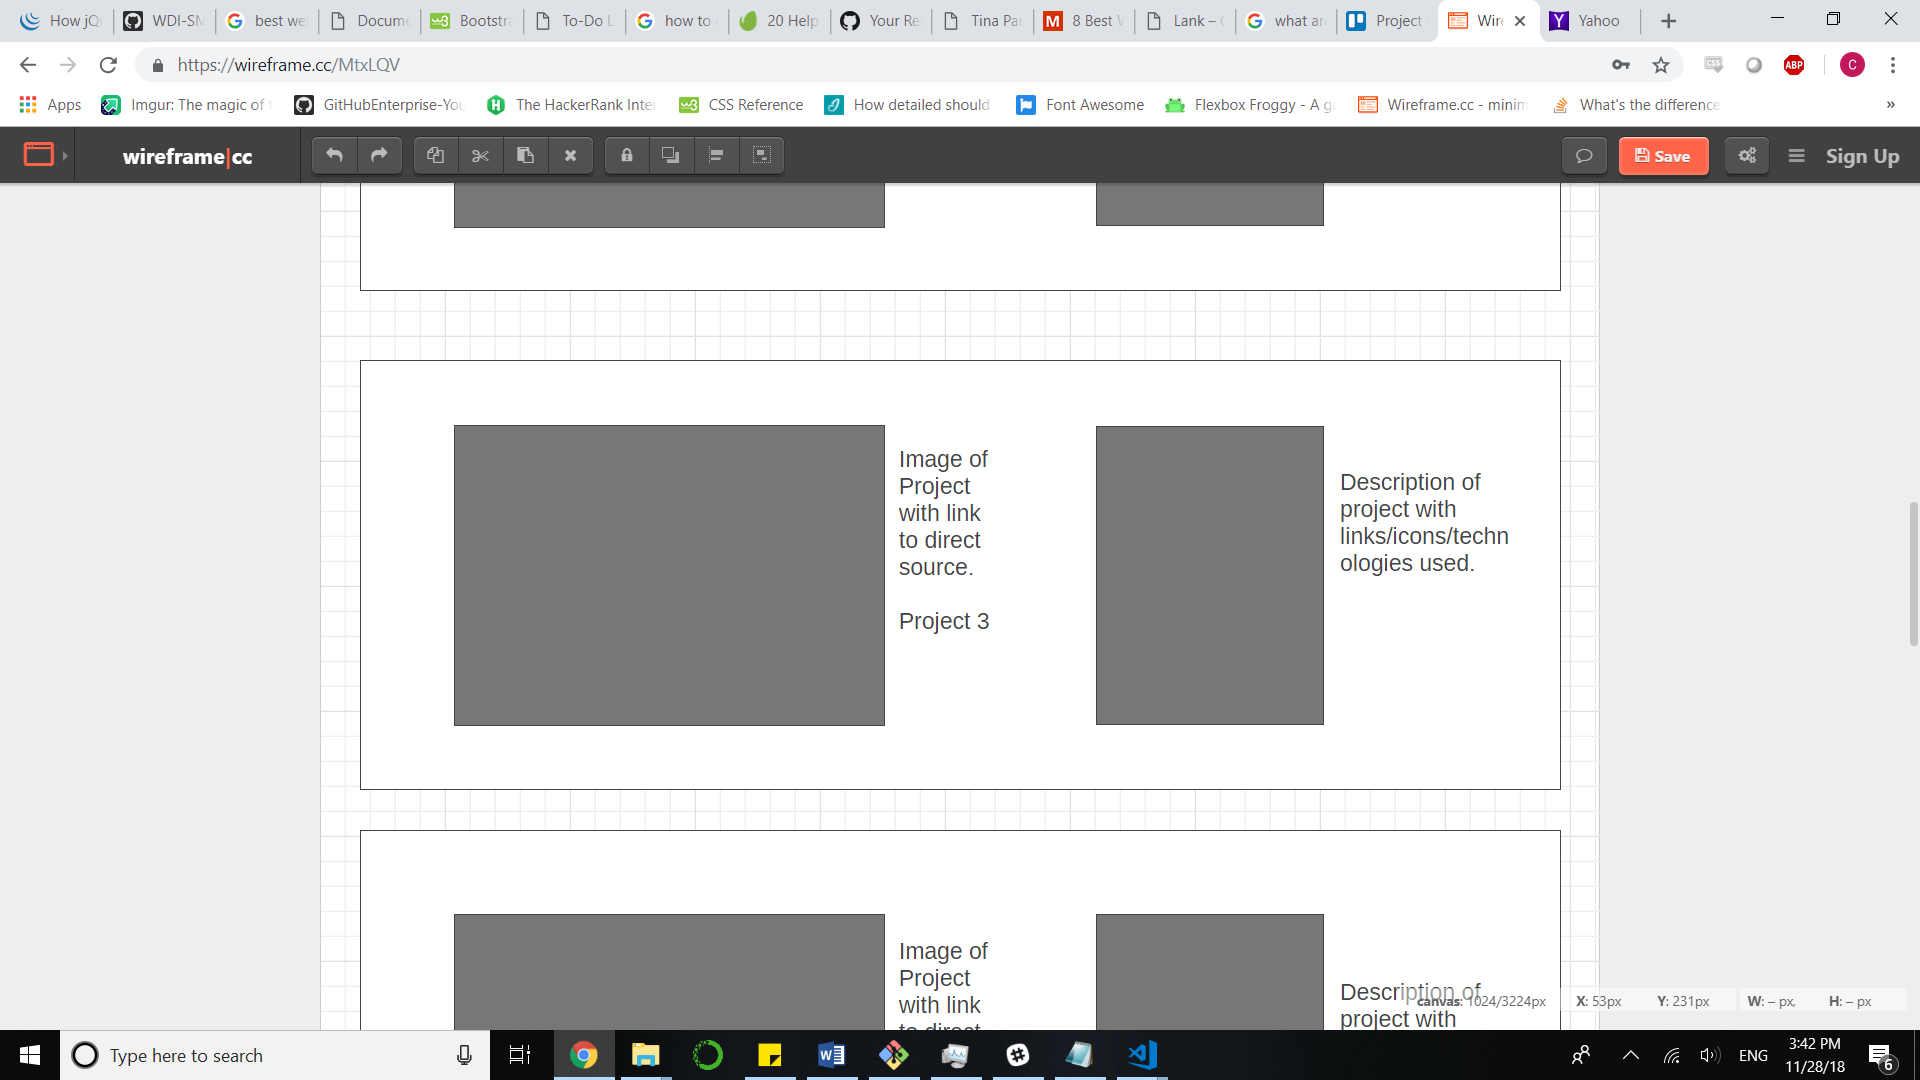 How jQ
WDI-SM
best we
Docume
Bootstra
To-Do L
how to
20 Help
Your Re
Tina Pa
8 Best
Lank –
what ar
Project
Wire
Yahoo
https://wireframe.cc/MtxLQV
Apps
Imgur: The magic of
GitHubEnterprise-You
The HackerRank Inter
CSS Reference
How detailed should
Font Awesome
Flexbox Froggy - A g
Wireframe.cc - minim
What's the difference
wireframe|cc
Save
Sign Up
Image of
Project
with link
to direct
source.
Project 3
Description of
project with
links/icons/techn
ologies used.
Image of
Project
with link
to direct
Description of
project with
canvas: 1024/3224px
X: 53px
Y: 231px
W: – px,
H: – px
Type here to search
ENG
3:42 PM
11/28/18
6